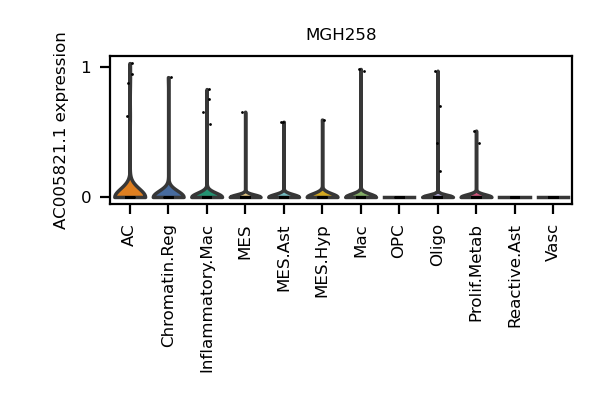 MGH258
AC005821.1 expression
1
0
AC
Chromatin.Reg
Inflammatory.Mac
MES
MES.Ast
MES.Hyp
Mac
OPC
Oligo
Prolif.Metab
Reactive.Ast
Vasc